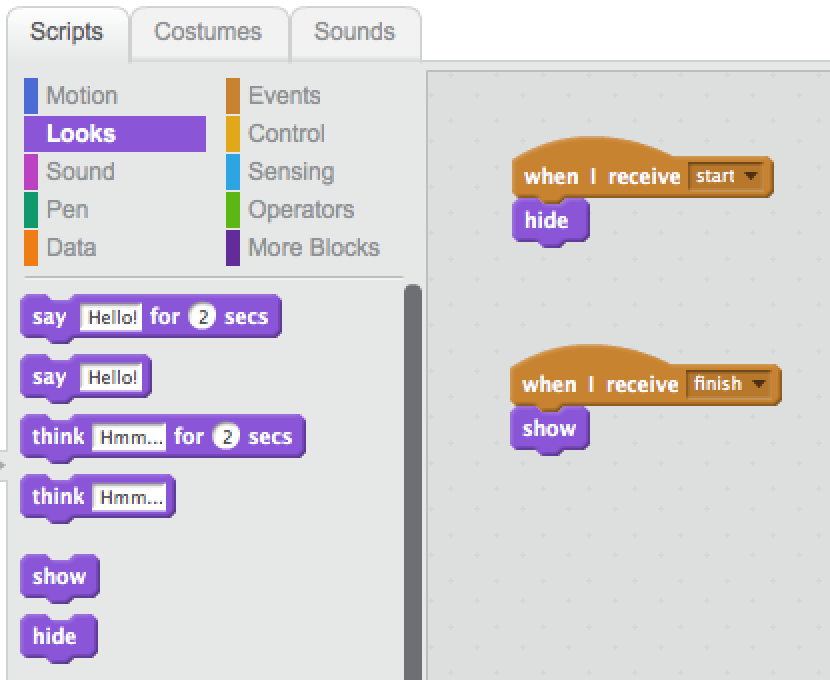 Scripts Costumes Sounds
Motion Events
Looks Control
Sound Sensing
Pen Operators
Data More Blocks
say Hello! for 2 secs
say Hello!
think Hmm... for 2 secs
think Hmm...
show
hide
when I receive start
hide
when I receive finish
show